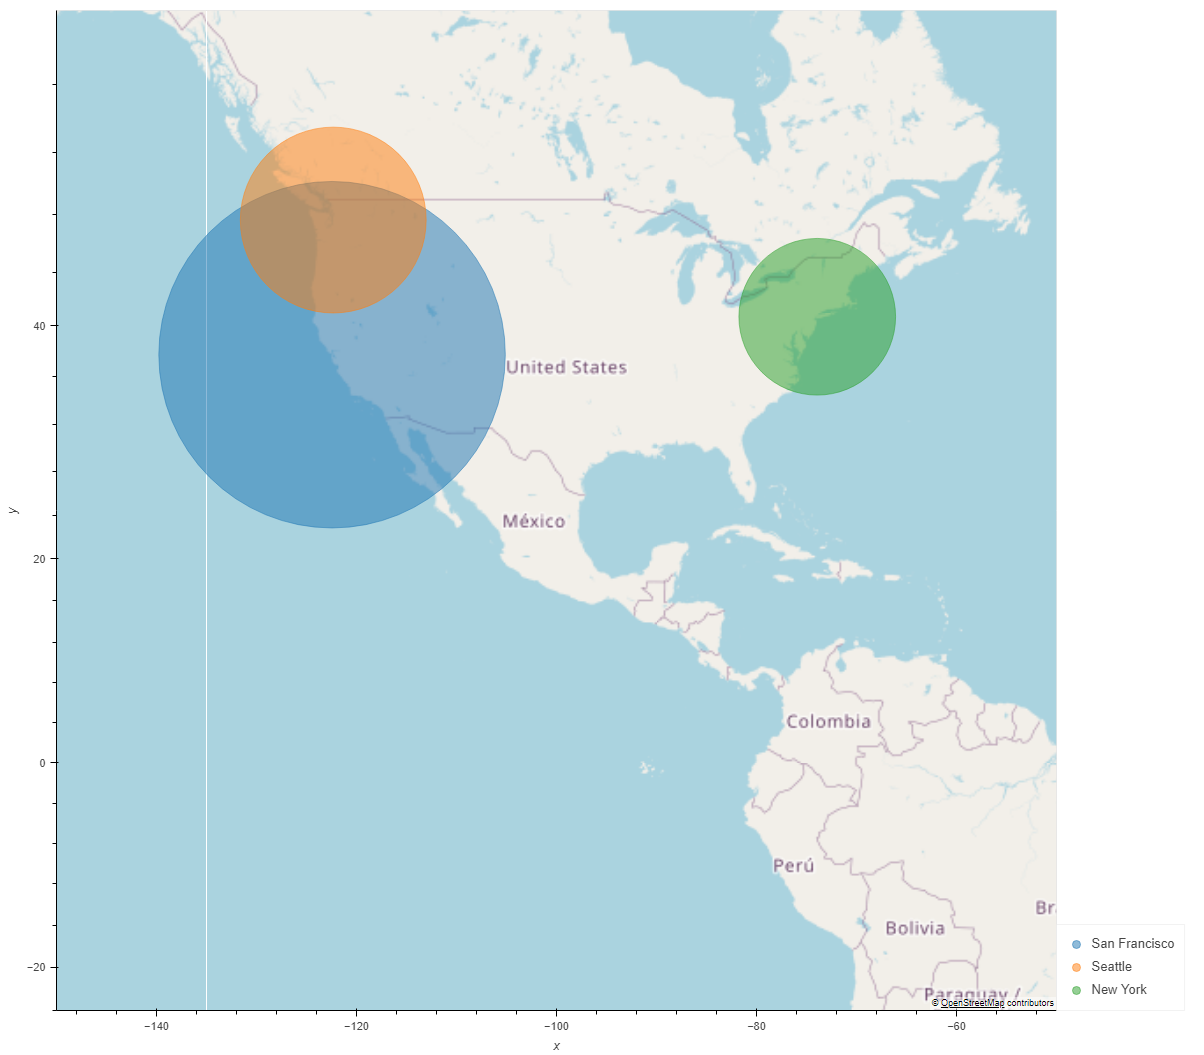 United States
40
México
y
20
Colombia
0
Perú
Bra
Bolivia
San Francisco
Seattle
New York
−20
Paraguay /
© OpenStreetMap contributors
−140
−120
−100
−80
−60
x